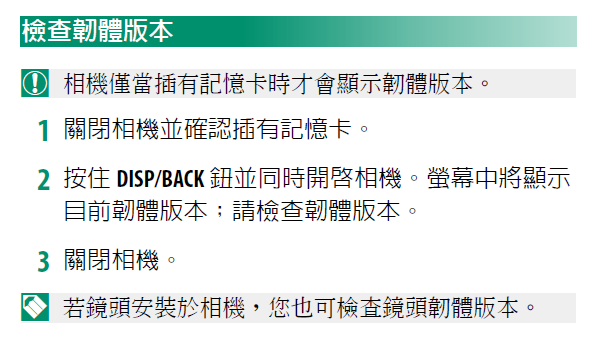 檢查韌體版本
相機僅當插有記憶卡時才會顯示韌體版本。
1 關閉相機並確認插有記憶卡。
2 按住 DISP/BACK 鈕並同時開啓相機。螢幕中將顯示
目前韌體版本；請檢查韌體版本。
3 關閉相機。
若鏡頭安裝於相機，您也可檢查鏡頭韌體版本。